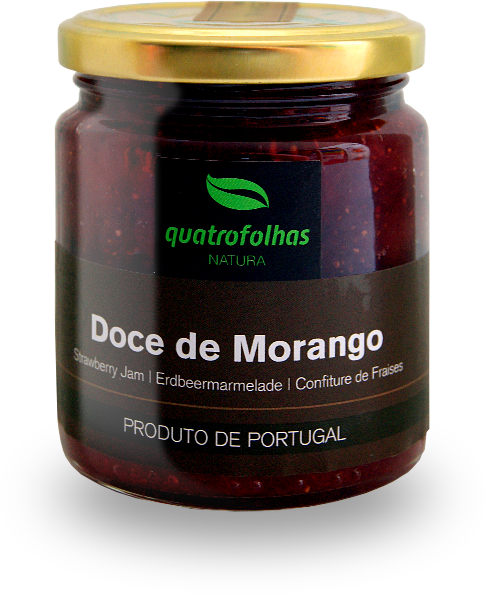 quatrofolhas
NATURA
Doce de Morango
Strawberry Jam | Erdbeermarmelade | Confiture de Fraises
PRODUTO DE PORTUGAL